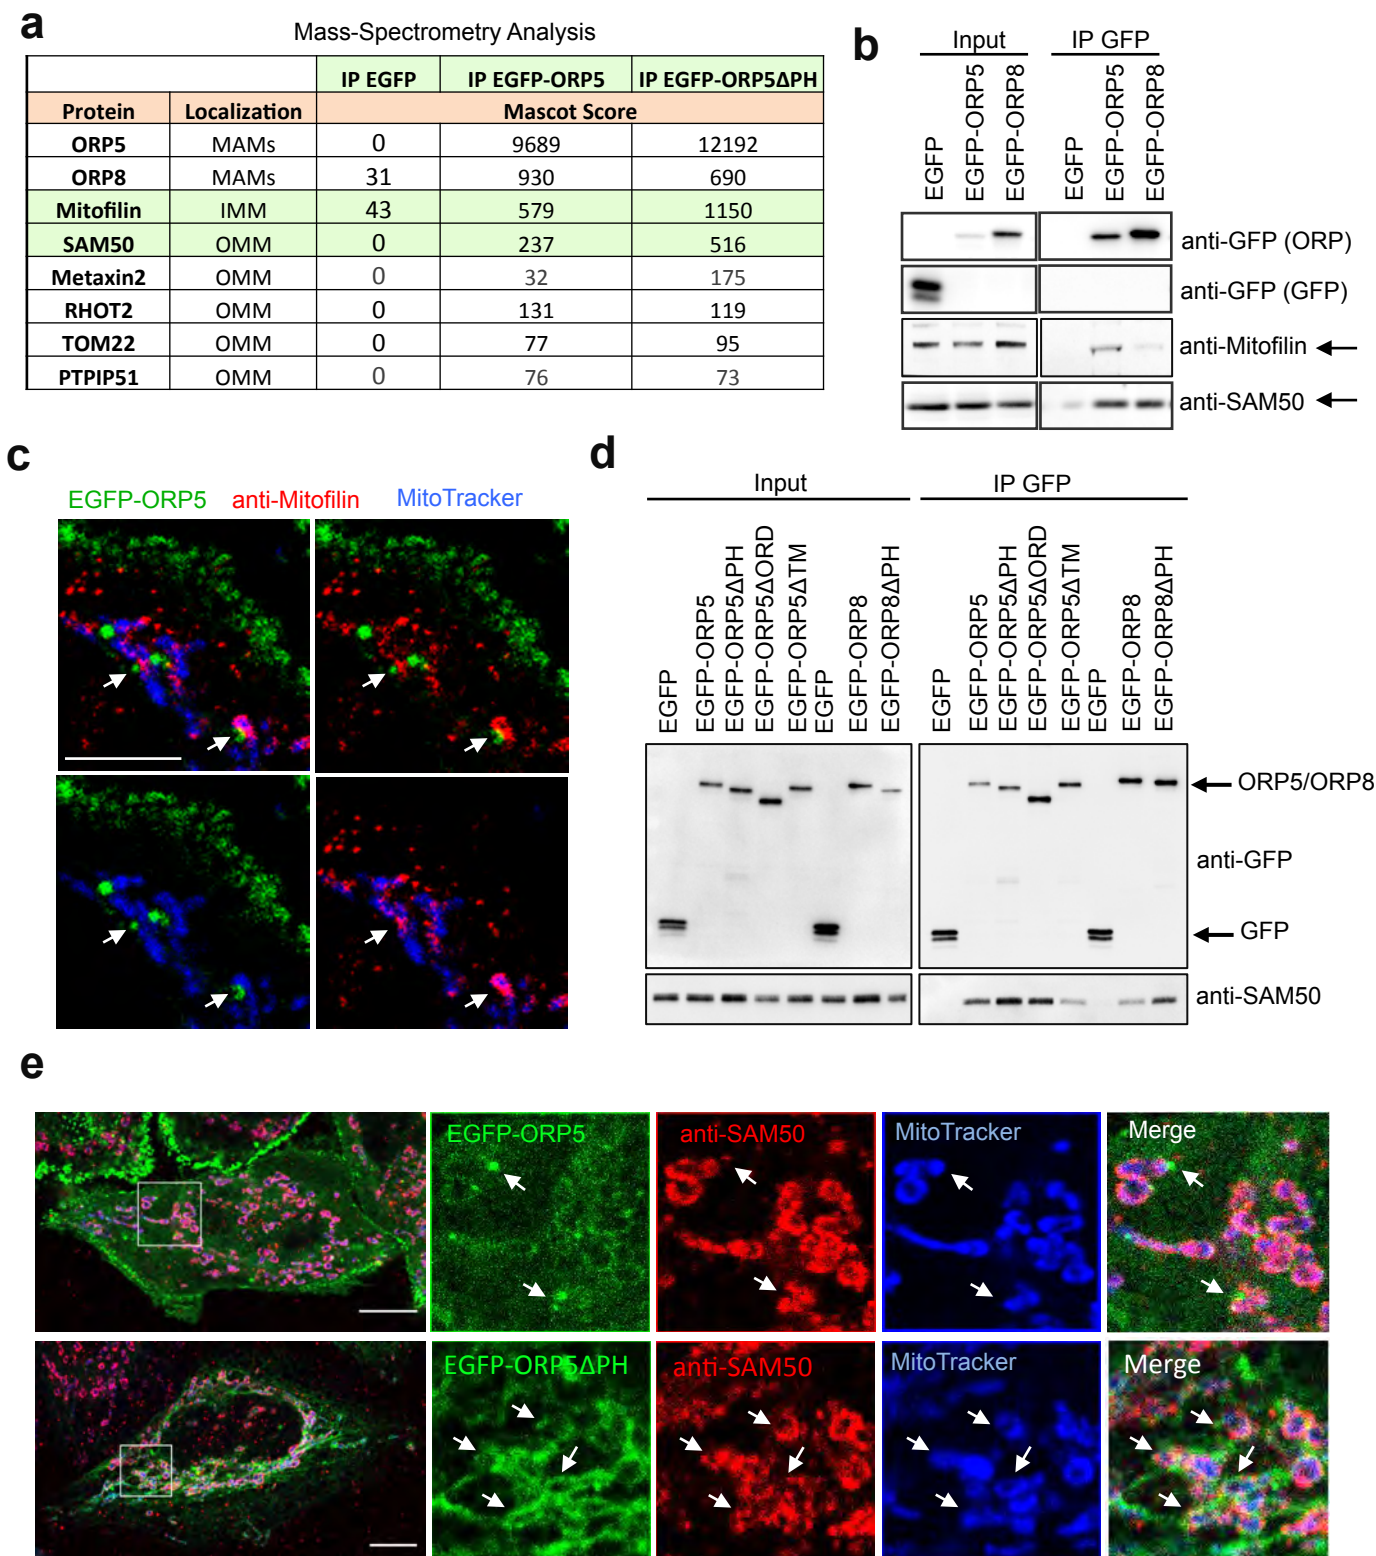 a
Mass-Spectrometry Analysis
IP EGFP IP EGFP-ORP5 IP EGFP-ORP5ΔPH
Protein Localization Mascot Score
ORP5 MAMs 0 9689 12192
ORP8 MAMs 31 930 690
Mitofilin IMM 43 579 1150
SAM50 OMM 0 237 516
Metaxin2 OMM 0 32 175
RHOT2 OMM 0 131 119
TOM22 OMM 0 77 95
PTPIP51 OMM 0 76 73
b
Input IP GFP
EGFP EGFP-ORP5 EGFP-ORP8 EGFP EGFP-ORP5 EGFP-ORP8
anti-GFP (ORP)
anti-GFP (GFP)
anti-Mitofilin
anti-SAM50
c
EGFP-ORP5 anti-Mitofilin MitoTracker
d
Input IP GFP
EGFP EGFP-ORP5 EGFP-ORP5ΔPH EGFP-ORP5ΔORD EGFP-ORP5ΔTM EGFP EGFP-ORP8 EGFP-ORP8ΔPH EGFP EGFP-ORP5 EGFP-ORP5ΔPH EGFP-ORP5ΔORD EGFP-ORP5ΔTM EGFP EGFP-ORP8 EGFP-ORP8ΔPH
ORP5/ORP8
anti-GFP
GFP
anti-SAM50
e
EGFP-ORP5 anti-SAM50 MitoTracker Merge
EGFP-ORP5ΔPH anti-SAM50 MitoTracker Merge